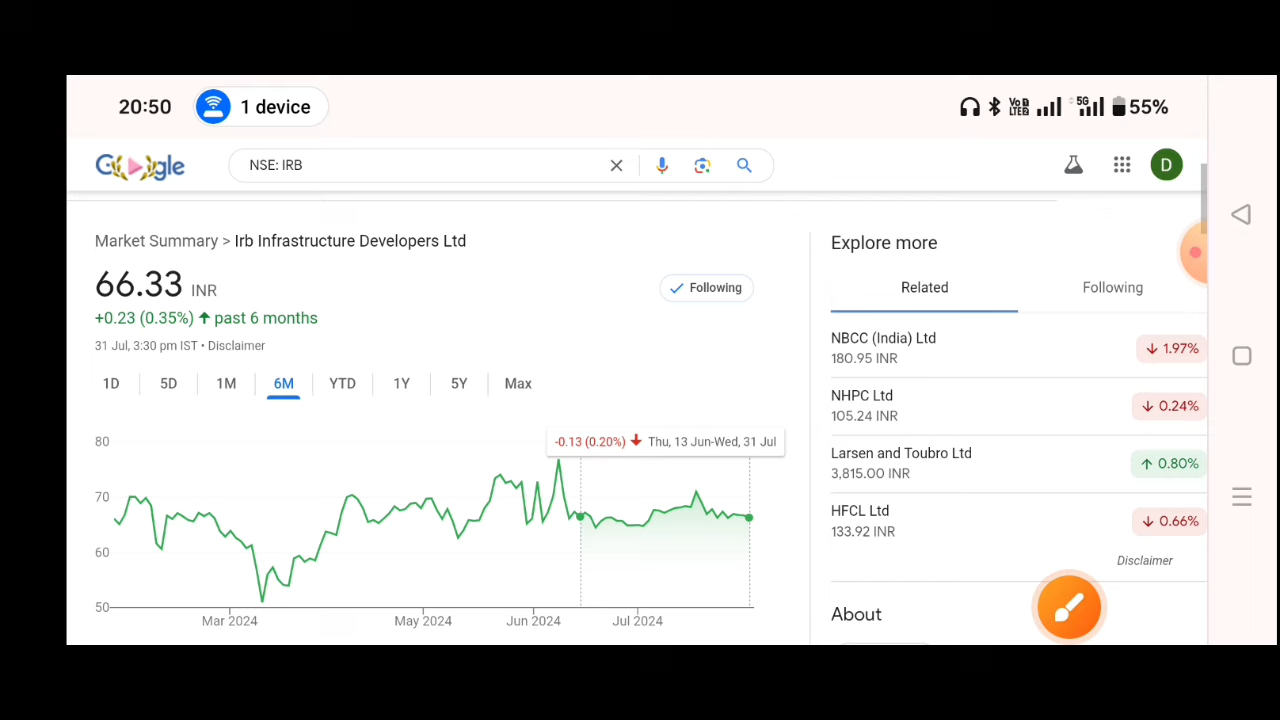 20:50 1 device VoD LTE2 5G 55%
Google NSE: IRB D
Market Summary > Irb Infrastructure Developers Ltd
66.33 INR
Following
+0.23 (0.35%) ↑ past 6 months
31 Jul, 3:30 pm IST • Disclaimer
1D 5D 1M 6M YTD 1Y 5Y Max
-0.13 (0.20%) ↓ Thu, 13 Jun-Wed, 31 Jul
80
70
60
50
Mar 2024 May 2024 Jun 2024 Jul 2024
Explore more
Related Following
NBCC (India) Ltd
180.95 INR
↓ 1.97%
NHPC Ltd
105.24 INR
↓ 0.24%
Larsen and Toubro Ltd
3,815.00 INR
↑ 0.80%
HFCL Ltd
133.92 INR
↓ 0.66%
Disclaimer
About